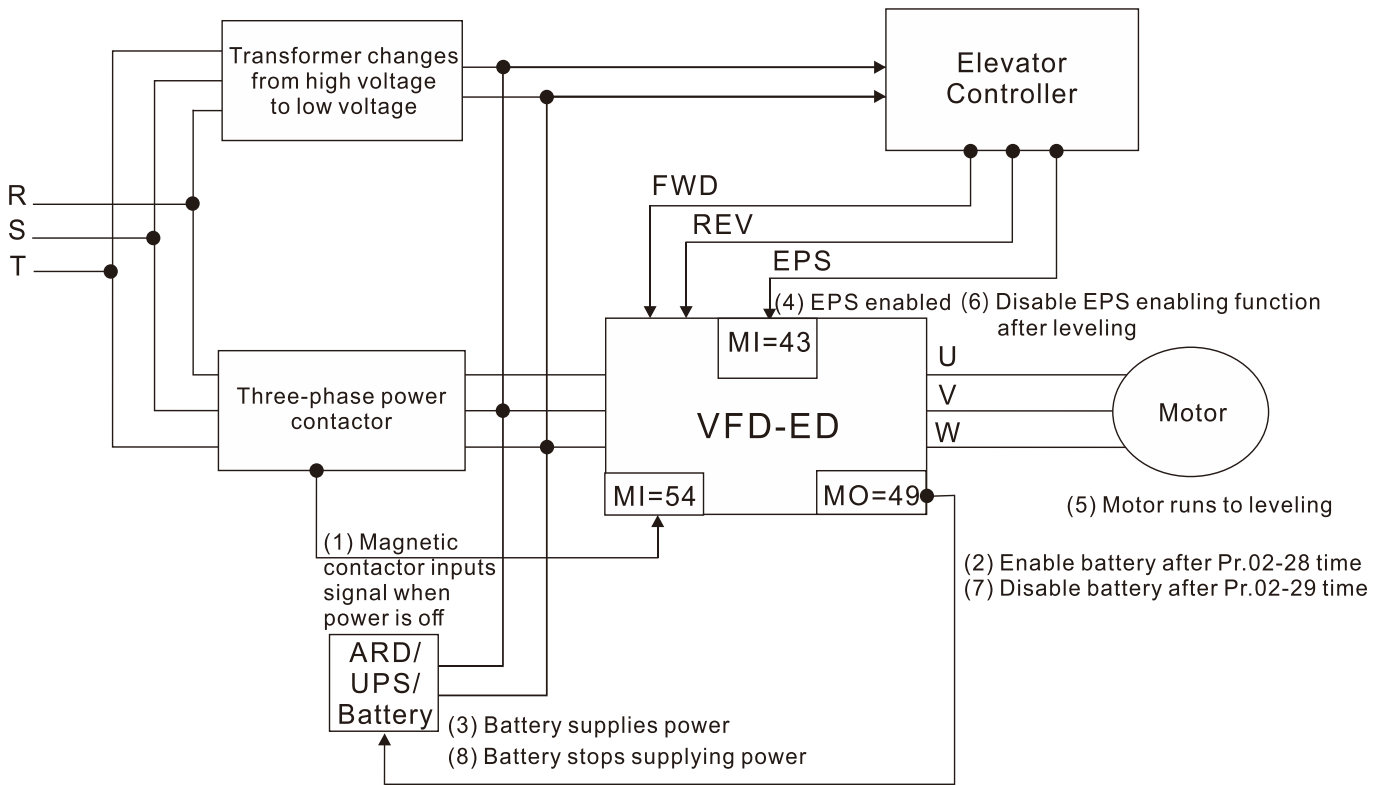 Transformer changes
from high voltage
to low voltage
Elevator
Controller
R
S
T
FWD
REV
EPS
(4) EPS enabled (6) Disable EPS enabling function
after leveling
MI=43
Three-phase power
contactor
VFD-ED
U
V
W
Motor
MI=54
MO=49
(5) Motor runs to leveling
(1) Magnetic
contactor inputs
signal when
power is off
(2) Enable battery after Pr.02-28 time
(7) Disable battery after Pr.02-29 time
ARD/
UPS/
Battery
(3) Battery supplies power
(8) Battery stops supplying power